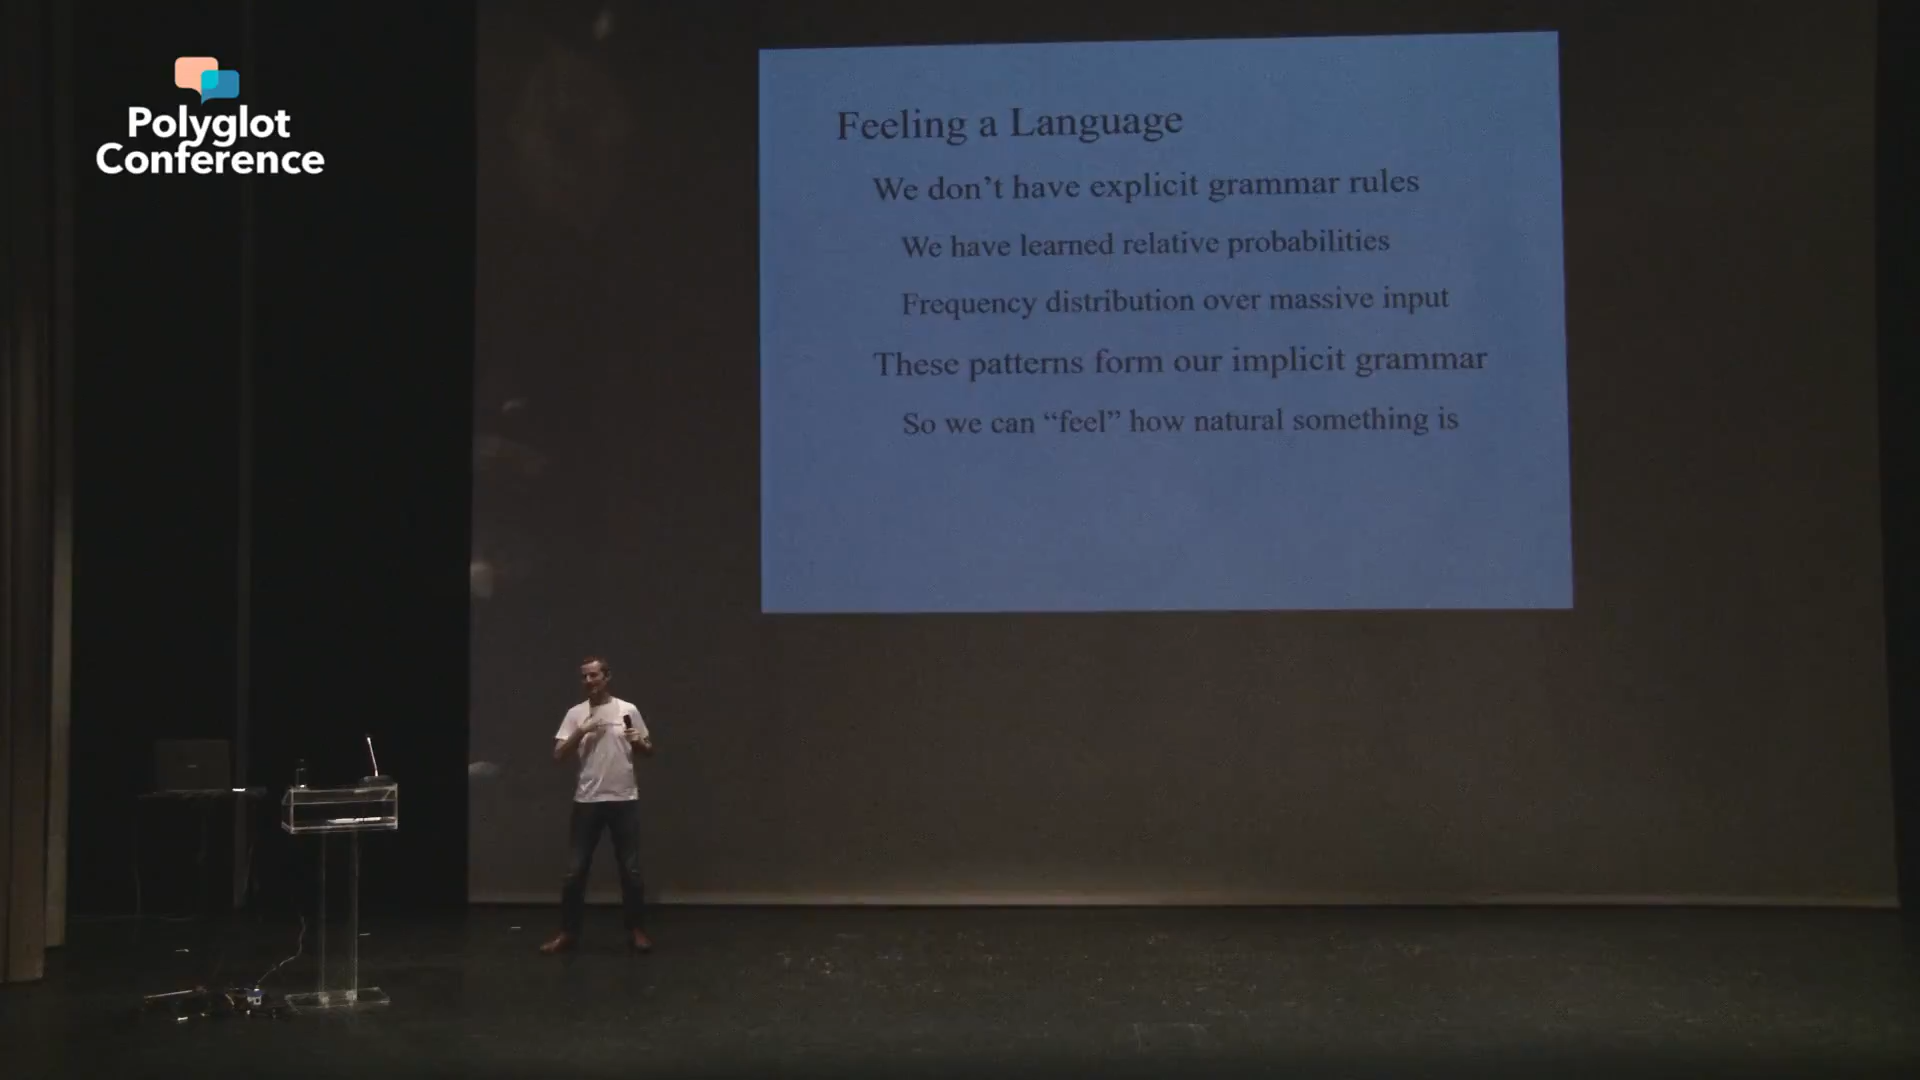 Polyglot
Conference
Feeling a Language
We don’t have explicit grammar rules
We have learned relative probabilities
Frequency distribution over massive input
These patterns form our implicit grammar
So we can “feel” how natural something is